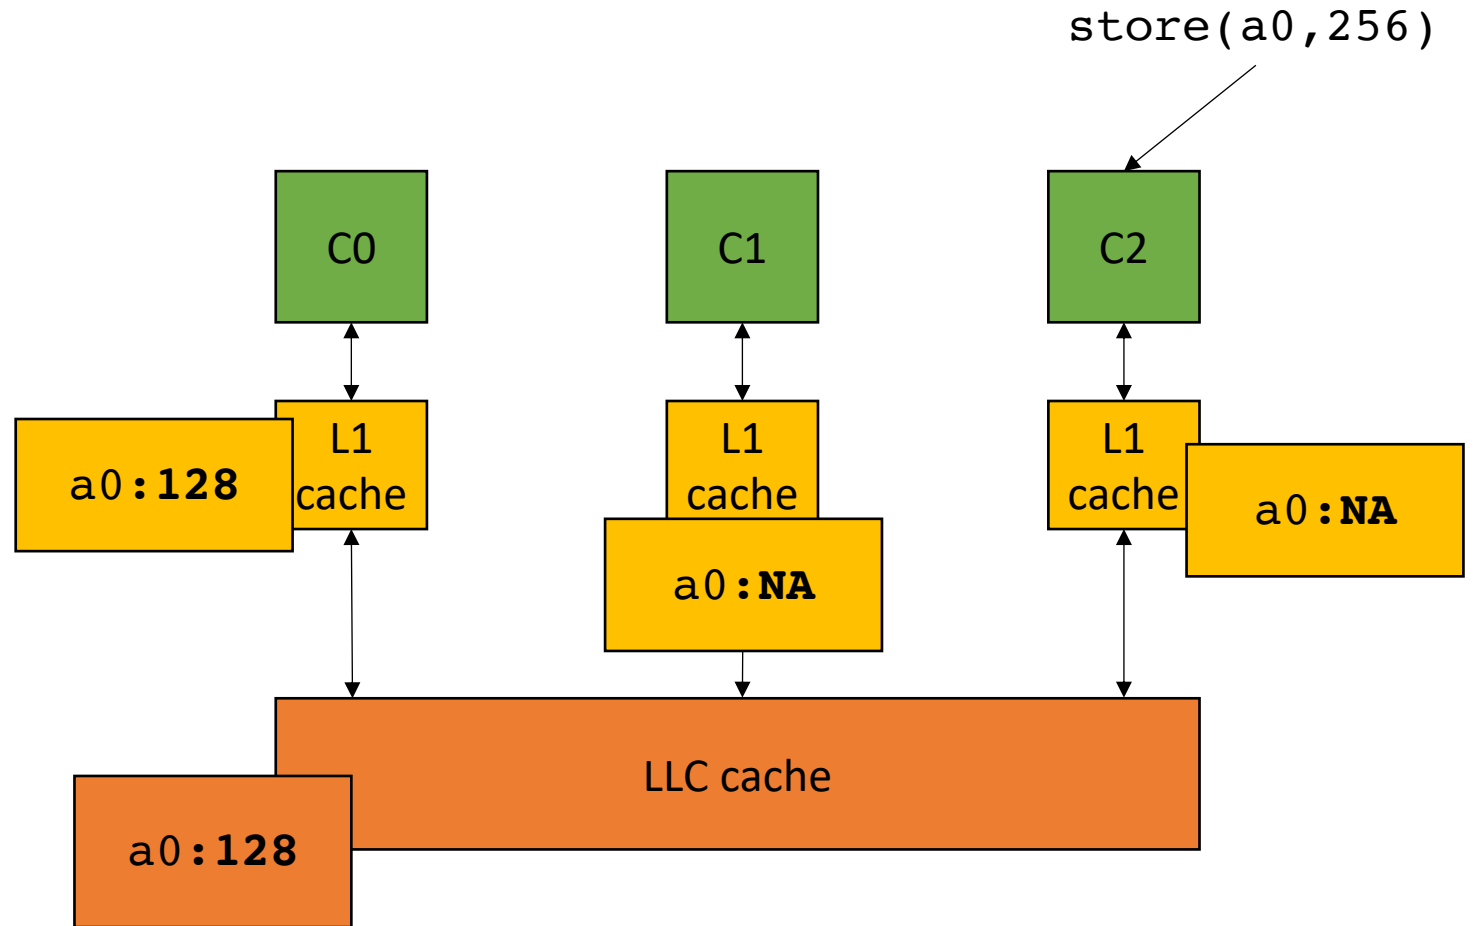 store(a0,256)
C0
C1
C2
L1
cache
L1
cache
L1
cache
a0:128
a0:NA
a0:NA
LLC cache
a0:128